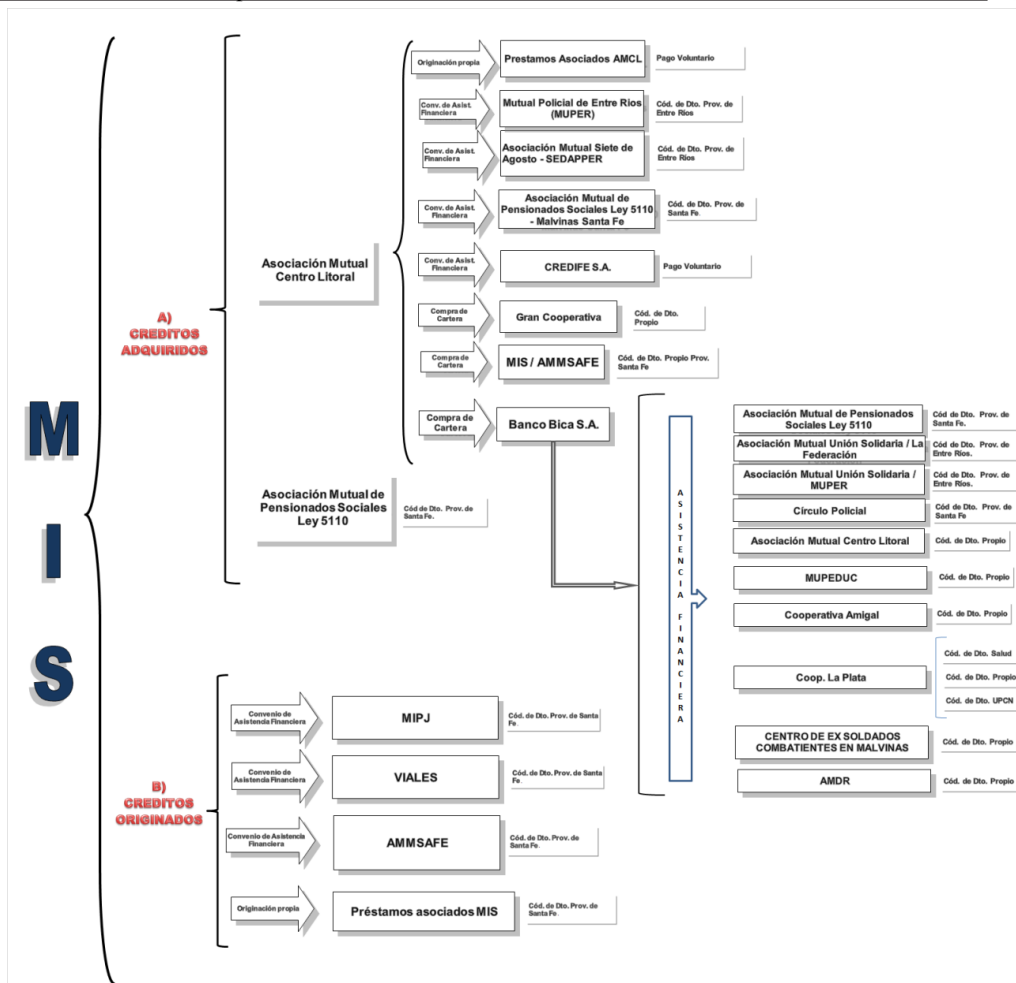 MIS
A)
CREDITOS
ADQUIRIDOS
Asociación Mutual
Centro Litoral
Originación propia
Prestamos Asociados AMCL
Pago Voluntario
Conv. de Asist.
Financiera
Mutual Policial de Entre Rios
(MUPER)
Cód. de Dto. Prov. de
Entre Ríos
Conv. de Asist.
Financiera
Asociación Mutual Siete de
Agosto - SEDAPPER
Cód. de Dto. Prov. de
Entre Ríos
Conv. de Asist.
Financiera
Asociación Mutual de
Pensionados Sociales Ley 5110
- Malvinas Santa Fe
Cód. de Dto. Prov. de
Santa Fe.
Conv. de Asist.
Financiera
CREDIFE S.A.
Pago Voluntario
Compra de
Cartera
Gran Cooperativa
Cód. de Dto.
Propio
Compra de
Cartera
MIS / AMMSAFE
Cód. de Dto. Propio Prov.
Santa Fe
Compra de
Cartera
Banco Bica S.A.
ASISTENCIA FINANCIERA
Asociación Mutual de Pensionados
Sociales Ley 5110
Cód de Dto. Prov. de
Santa Fe.
Asociación Mutual Unión Solidaria / La
Federación
Cód de Dto. Prov. de
Entre Ríos.
Asociación Mutual Unión Solidaria /
MUPER
Cód de Dto. Prov. de
Entre Ríos.
Círculo Policial
Cód de Dto. Prov. de
Santa Fe
Asociación Mutual Centro Litoral
Cód. de Dto. Propio
MUPEDUC
Cód. de Dto. Propio
Cooperativa Amigal
Cód. de Dto. Propio
Coop. La Plata
Cód. de Dto. Salud
Cód. de Dto. Propio
Cód. de Dto. UPCN
CENTRO DE EX SOLDADOS
COMBATIENTES EN MALVINAS
Cód. de Dto. Propio
AMDR
Cód. de Dto. Propio
Asociación Mutual de
Pensionados Sociales
Ley 5110
Cód de Dto. Prov. de
Santa Fe.
B)
CREDITOS
ORIGINADOS
Convenio de
Asistencia Financiera
MIPJ
Cód. de Dto. Prov. de Santa
Fe.
Convenio de
Asistencia Financiera
VIALES
Cód. de Dto. Prov. de Santa
Fe.
Convenio de Asistencia
Financiera
AMMSAFE
Cód. de Dto. Prov. de
Santa Fe.
Originación propia
Préstamos asociados MIS
Cód. de Dto. Prov. de
Santa Fe.